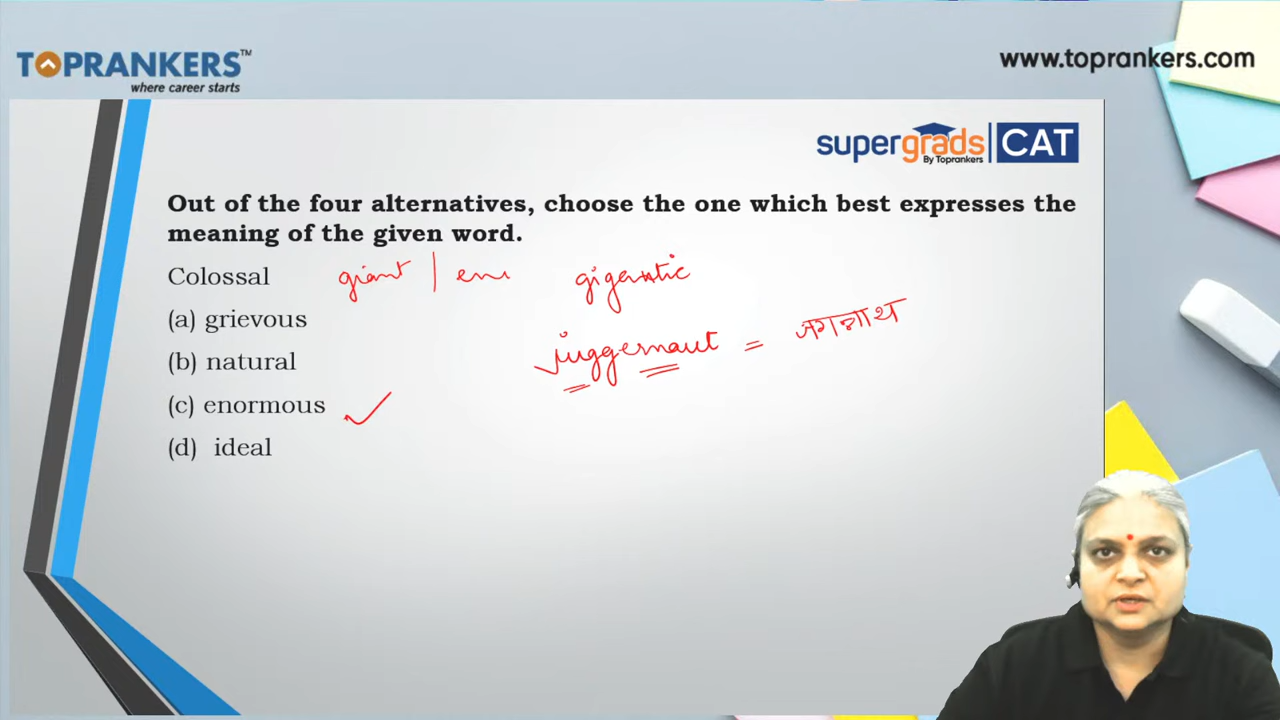 TOPRANKERS™
where career starts
www.toprankers.com
supergrads | CAT
By Toprankers
Out of the four alternatives, choose the one which best expresses the
meaning of the given word.
Colossal giant | eno gigantic
(a) grievous
juggernaut = जगन्नाथ
(b) natural
(c) enormous ✓
(d) ideal